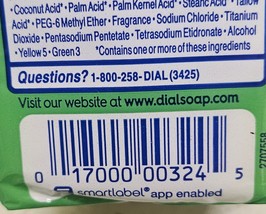 •Coconut Acid* • Palm Acid* • Palm Kernel Acid* • Stearic Acid* • Tallow
Acid* • PEG-6 Methyl Ether • Fragrance • Sodium Chloride • Titanium
Dioxide • Pentasodium Pentetate • Tetrasodium Etidronate • Alcohol
• Yellow 5 • Green 3 *Contains one or more of these ingredients
Questions? 1-800-258-DIAL (3425)
Visit our website at www.dialsoap.com
0 17000 00324 5
smartlabel® app enabled